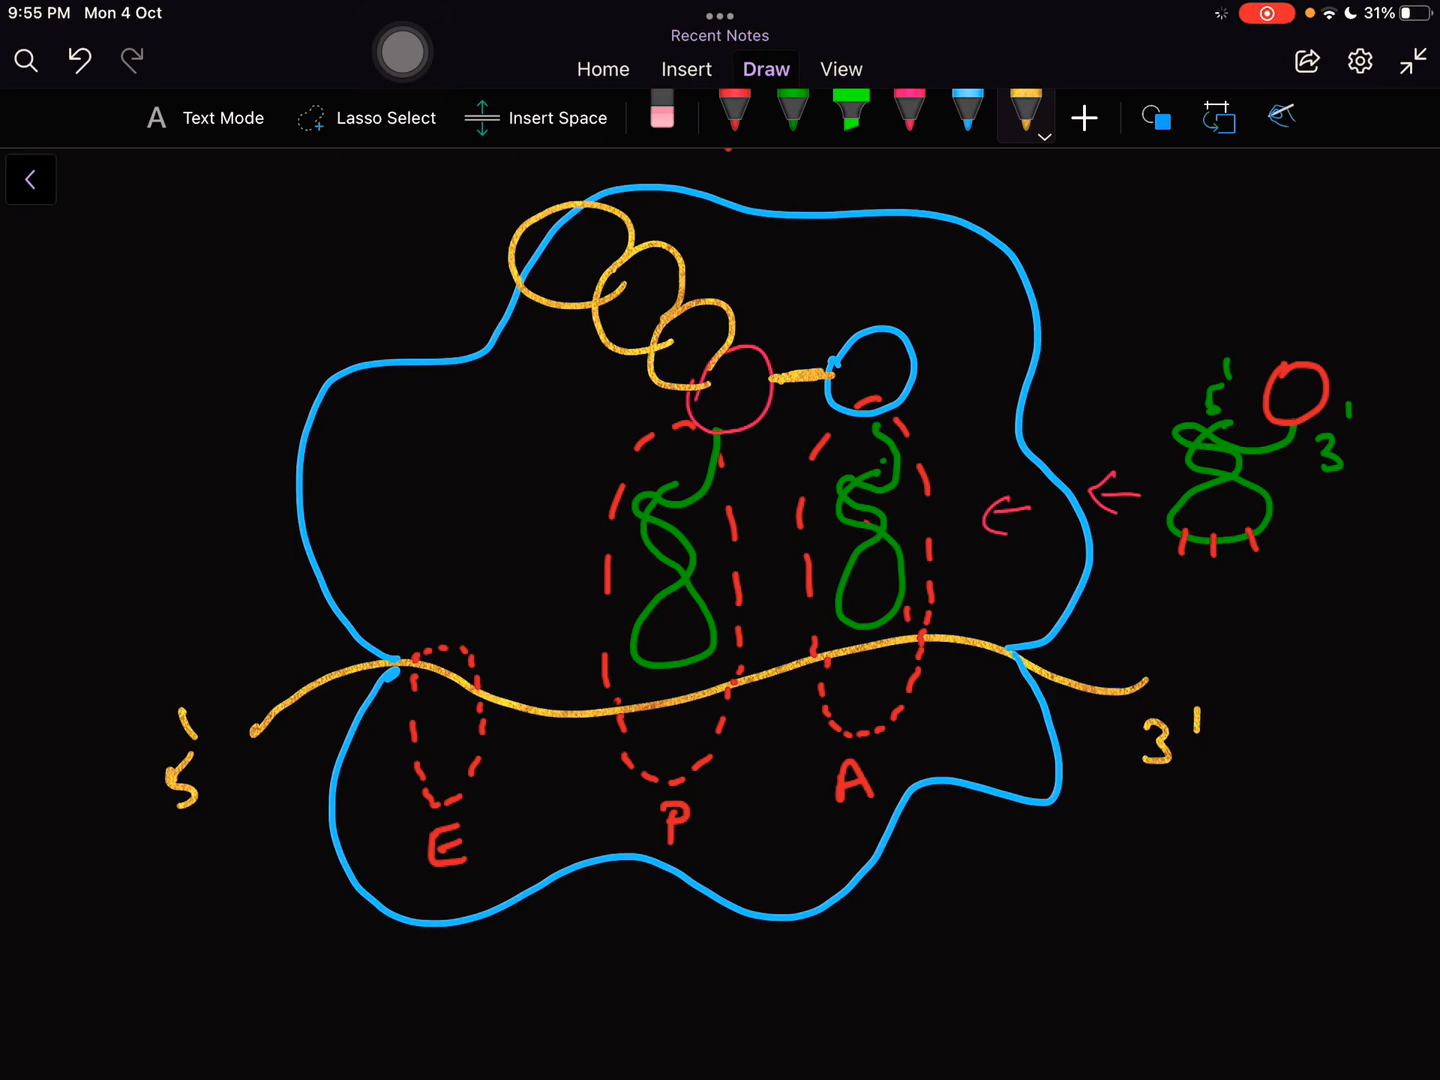 9:55 PM Mon 4 Oct
31%
Recent Notes
Home Insert Draw View
A Text Mode Lasso Select Insert Space
5'
3'
5'
3'
A
P
E